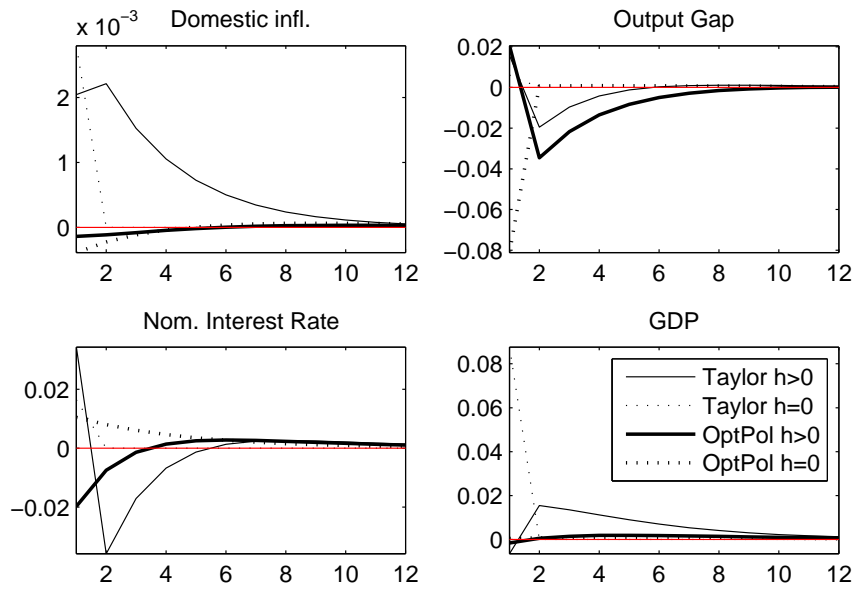 x 10−3
Domestic infl.
2
1
0
2 4 6 8 10 12
Output Gap
0.02
0
−0.02
−0.04
−0.06
−0.08
2 4 6 8 10 12
Nom. Interest Rate
0.02
0
−0.02
2 4 6 8 10 12
GDP
0.08
0.06
0.04
0.02
0
2 4 6 8 10 12
Taylor h>0
Taylor h=0
OptPol h>0
OptPol h=0